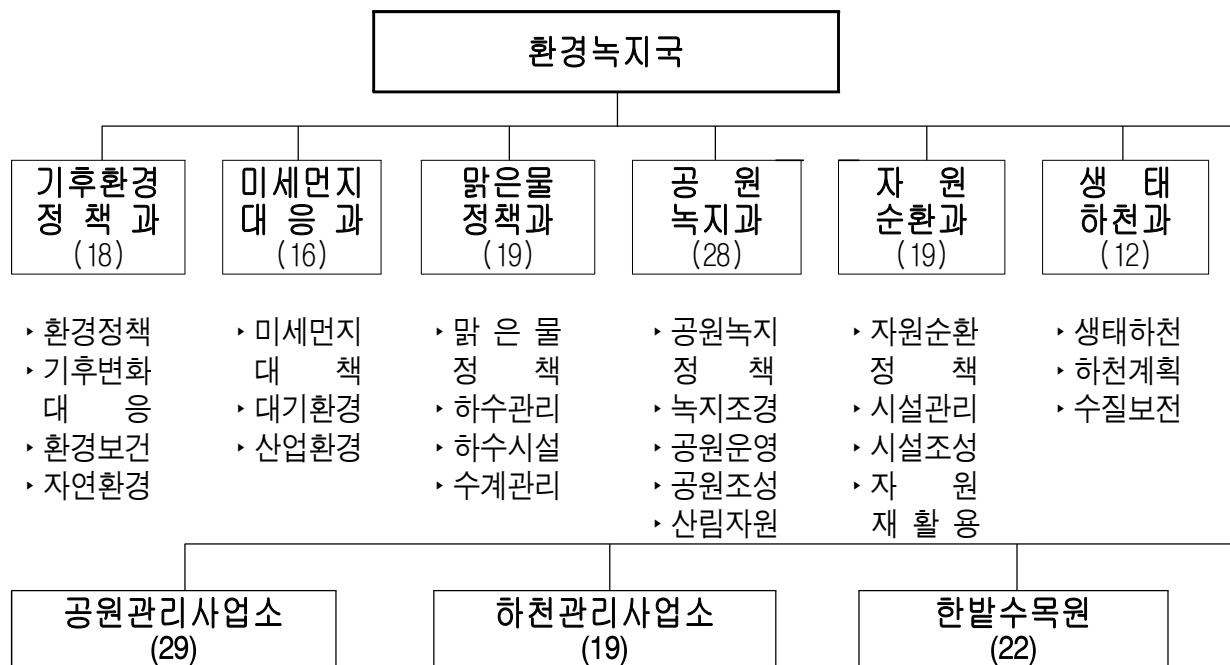 환경녹지국
기후환경
정 책 과
(18)
미세먼지
대 응 과
(16)
맑은물
정책과
(19)
공 원
녹지과
(28)
자 원
순환과
(19)
생 태
하천과
(12)
‣ 환경정책
‣ 기후변화
대 응
‣ 환경보건
‣ 자연환경
‣ 미세먼지
대 책
‣ 대기환경
‣ 산업환경
‣ 맑 은 물
정 책
‣ 하수관리
‣ 하수시설
‣ 수계관리
‣ 공원녹지
정 책
‣ 녹지조경
‣ 공원운영
‣ 공원조성
‣ 산림자원
‣ 자원순환
정 책
‣ 시설관리
‣ 시설조성
‣ 자 원
재 활 용
‣ 생태하천
‣ 하천계획
‣ 수질보전
공원관리사업소
(29)
하천관리사업소
(19)
한밭수목원
(22)